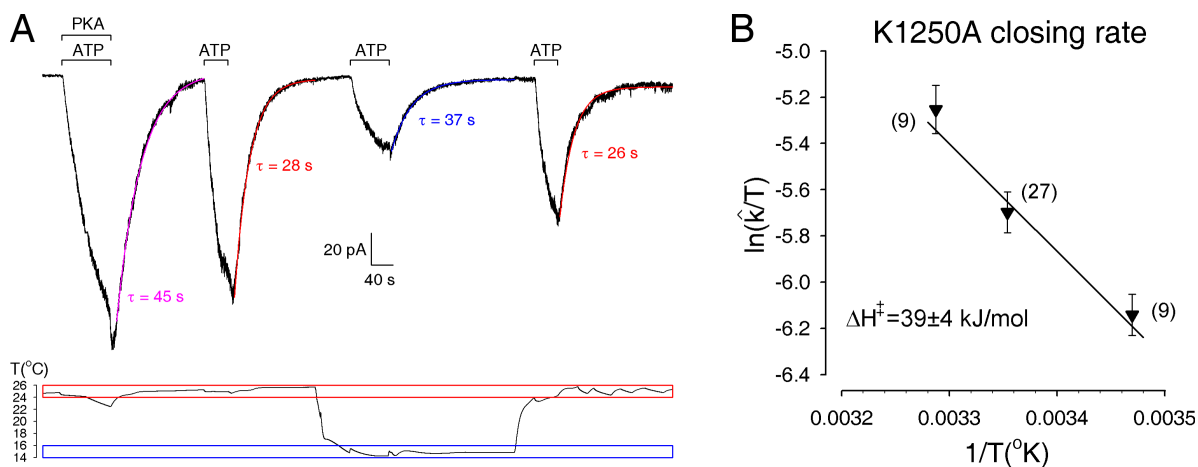 A
PKA
ATP
ATP
ATP
ATP
τ = 45 s
τ = 28 s
τ = 37 s
τ = 26 s
20 pA
40 s
T(°C)
26
24
22
20
18
16
14
B
K1250A closing rate
ln(k̂/T)
-5.0
-5.2
-5.4
-5.6
-5.8
-6.0
-6.2
-6.4
(9)
(27)
(9)
ΔH‡=39±4 kJ/mol
0.0032 0.0033 0.0034 0.0035
1/T(°K)